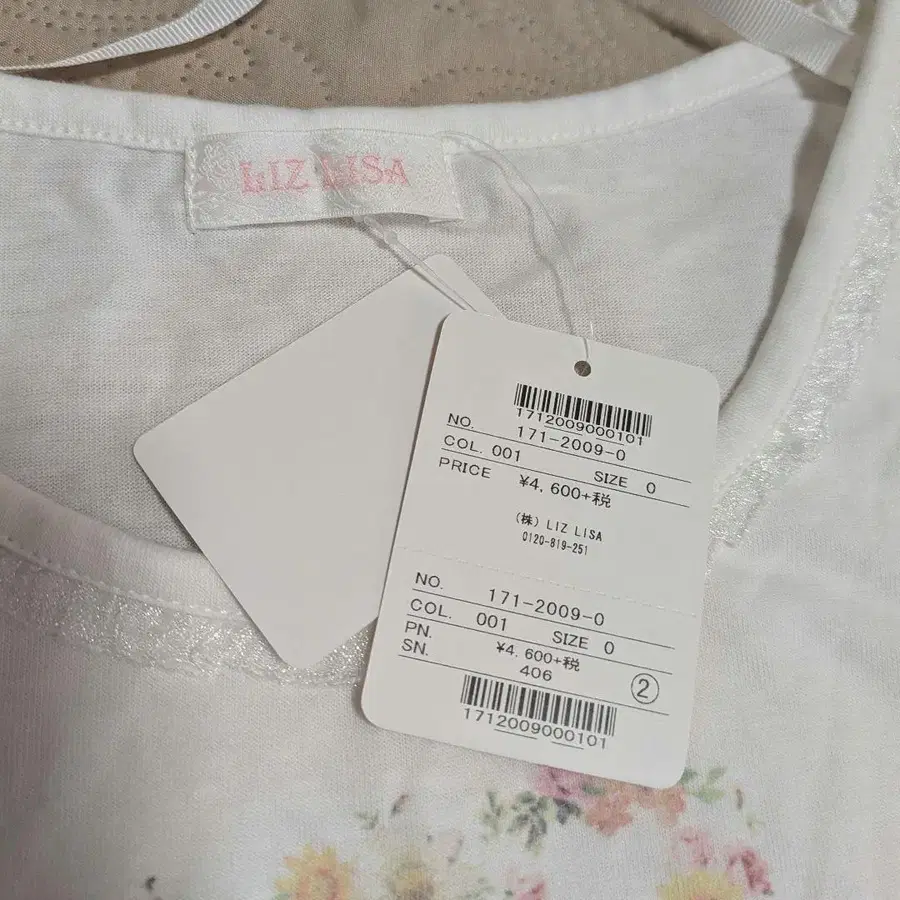 LIZ LISA
1712009000101
NO. 171-2009-0
COL. 001 SIZE 0
PRICE ¥4,600+税
(株) LIZ LISA
0120-819-251
NO. 171-2009-0
COL. 001 SIZE 0
PN. ¥4,600+税
SN. 406 ②
1712009000101